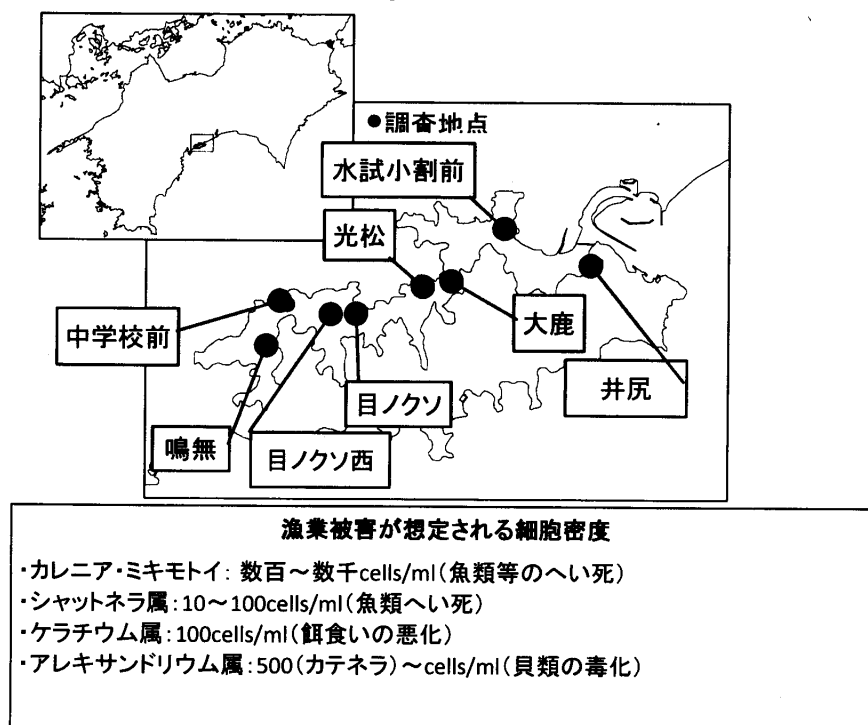 ●調査地点
水試小割前
光松
中学校前
大鹿
井尻
目ノクソ
鳴無
目ノクソ西
漁業被害が想定される細胞密度
・カレニア・ミキモトイ: 数百～数千cells/ml(魚類等のへい死)
・シャットネラ属:10～100cells/ml(魚類へい死)
・ケラチウム属:100cells/ml(餌食いの悪化)
・アレキサンドリウム属:500(カテネラ)～cells/ml(貝類の毒化)